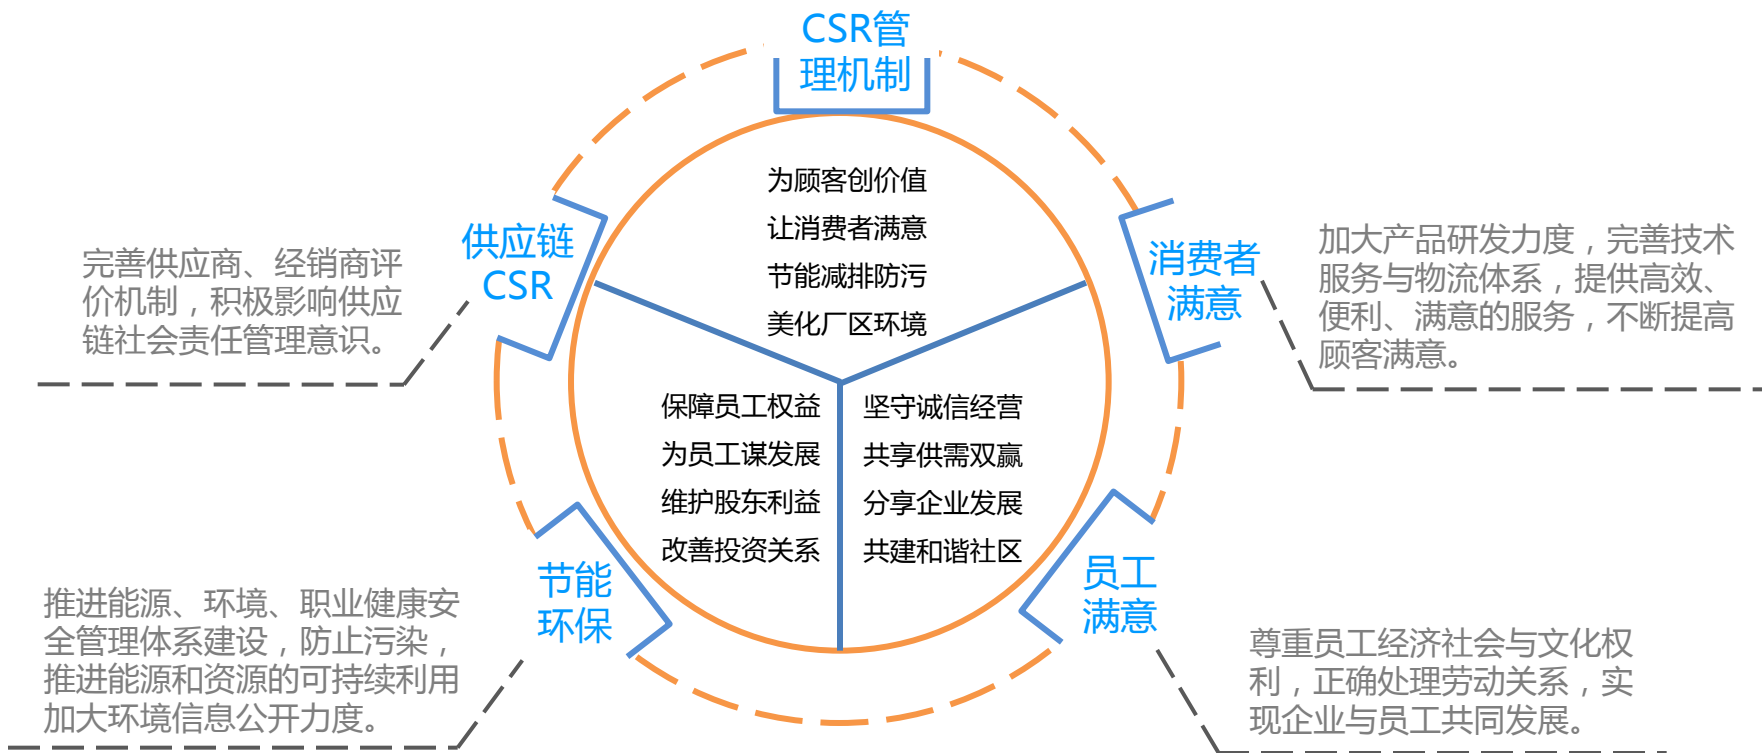 CSR管
理机制
为顾客创价值
让消费者满意
节能减排防污
美化厂区环境
供应链
CSR
完善供应商、经销商评
价机制，积极影响供应
链社会责任管理意识。
消费者
满意
加大产品研发力度，完善技术
服务与物流体系，提供高效、
便利、满意的服务，不断提高
顾客满意。
保障员工权益
为员工谋发展
维护股东利益
改善投资关系
坚守诚信经营
共享供需双赢
分享企业发展
共建和谐社区
节能
环保
推进能源、环境、职业健康安
全管理体系建设，防止污染，
推进能源和资源的可持续利用
加大环境信息公开力度。
员工
满意
尊重员工经济社会与文化权
利，正确处理劳动关系，实
现企业与员工共同发展。